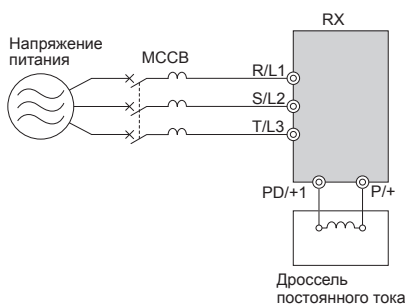 RX
Напряжение
питания
MCCB
R/L1
S/L2
T/L3
PD/+1
P/+
Дроссель
постоянного тока